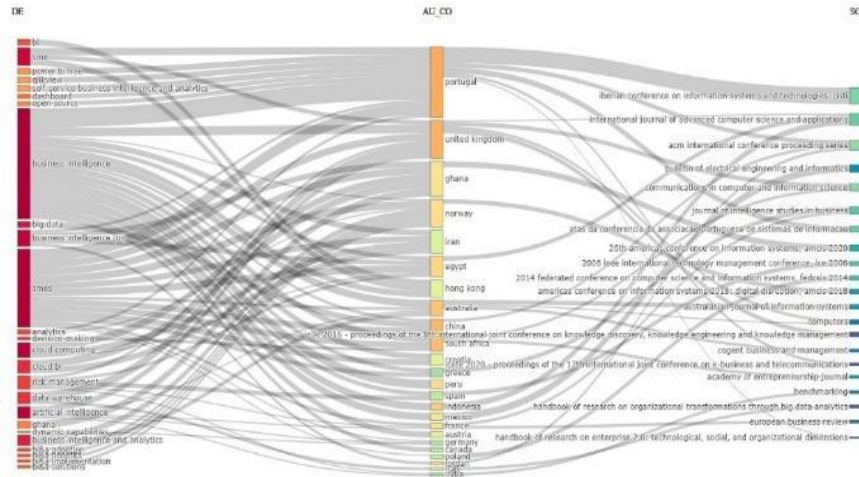 DE
AU_CO
SO
bi
sme
power bi free
qlikview
self-service business intelligence and analytics
dashboard
open-source
business intelligence
big data
business intelligence (bi)
smes
analytics
decision-making
cloud computing
cloud bi
risk management
data warehouse
artificial intelligence
ghana
dynamic capabilities
business intelligence and analytics
bi&a adoption
bi&a benefits
bi&a implementation
bi&a solutions
portugal
united kingdom
ghana
norway
iran
egypt
hong kong
australia
china
south africa
croatia
greece
peru
spain
indonesia
mexico
france
austria
germany
canada
poland
jordan
india
iberian conference on information systems and technologies, cisti
international journal of advanced computer science and applications
acm international conference proceeding series
bulletin of electrical engineering and informatics
communications in computer and information science
journal of intelligence studies in business
atas da conferencia da associacao portuguesa de sistemas de informacao
26th americas conference on information systems, amcis 2020
2006 ieee international technology management conference, ice 2006
2014 federated conference on computer science and information systems, fedcsis 2014
americas conference on information systems 2018: digital disruption, amcis 2018
australasian journal of information systems
computers
2016 - proceedings of the 8th international joint conference on knowledge discovery, knowledge engineering and knowledge management
cogent business and management
2020 - proceedings of the 17th international joint conference on e-business and telecommunications
academy of entrepreneurship journal
benchmarking
handbook of research on organizational transformations through big data analytics
european business review
handbook of research on enterprise 2.0: technological, social, and organizational dimensions